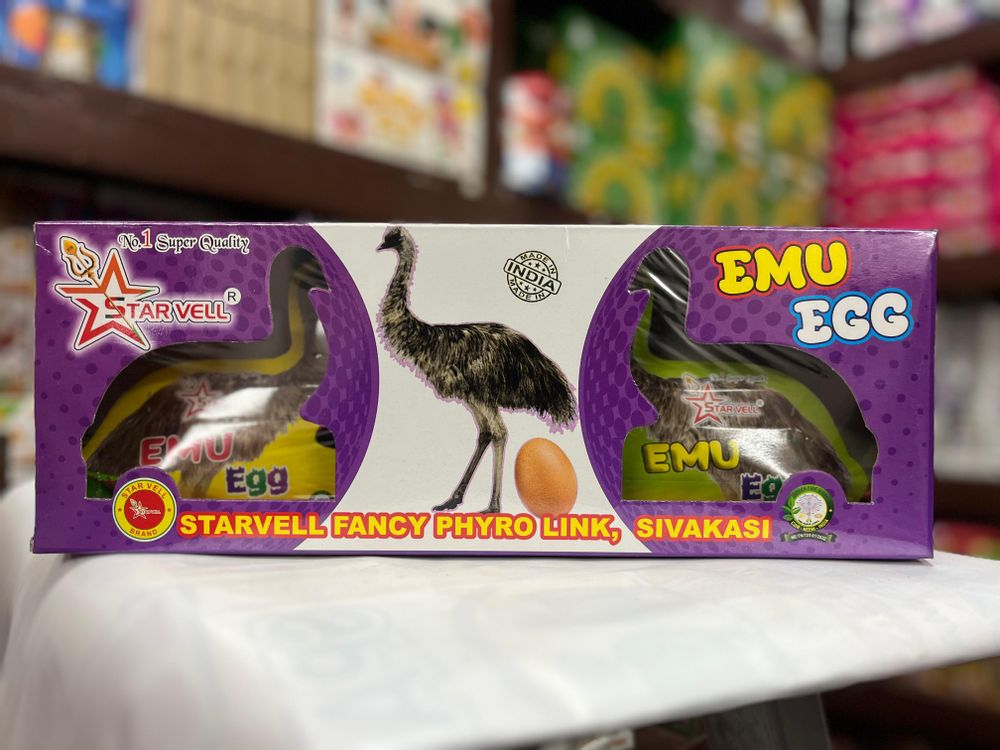 No.1 Super Quality
STAR VELL R
MADE IN
INDIA
MADE IN
EMU
EGG
EMU
Egg
STAR VELL
EMU
Eg
STAR VELL
BRAND
STARVELL FANCY PHYRO LINK, SIVAKASI